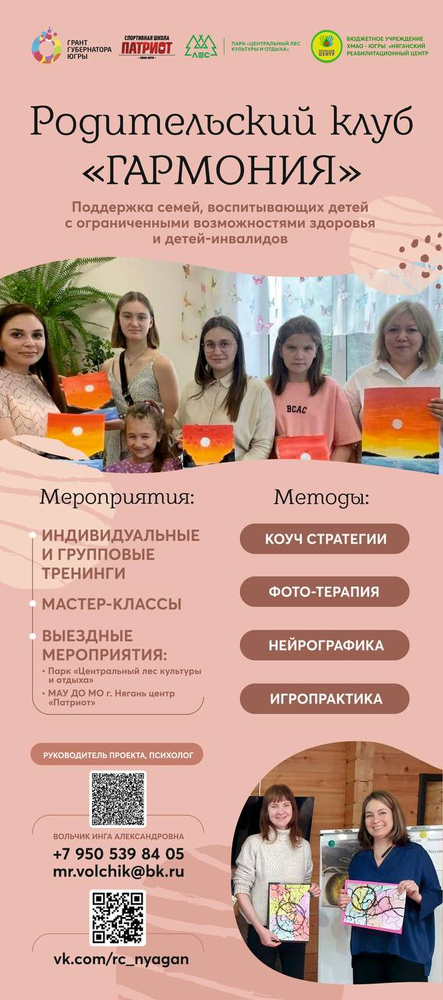 ГРАНТ
ГУБЕРНАТОРА
ЮГРЫ
СПОРТИВНАЯ ШКОЛА
ПАТРИОТ
ЛЕС
ПАРК «ЦЕНТРАЛЬНЫЙ ЛЕС
КУЛЬТУРЫ И ОТДЫХА»
ЦЕНТР
БЮДЖЕТНОЕ УЧРЕЖДЕНИЕ
ХМАО - ЮГРЫ «НЯГАНСКИЙ
РЕАБИЛИТАЦИОННЫЙ ЦЕНТР
Родительский клуб
«ГАРМОНИЯ»
Поддержка семей, воспитывающих детей
с ограниченными возможностями здоровья
и детей-инвалидов
BCAC
Мероприятия:
ИНДИВИДУАЛЬНЫЕ
И ГРУППОВЫЕ
ТРЕНИНГИ
МАСТЕР-КЛАССЫ
ВЫЕЗДНЫЕ
МЕРОПРИЯТИЯ:
• Парк «Центральный лес культуры
и отдыха»
• МАУ ДО МО г. Нягань центр
«Патриот»
Методы:
КОУЧ СТРАТЕГИИ
ФОТО-ТЕРАПИЯ
НЕЙРОГРАФИКА
ИГРОПРАКТИКА
РУКОВОДИТЕЛЬ ПРОЕКТА, ПСИХОЛОГ
ВОЛЬЧИК ИНГА АЛЕКСАНДРОВНА
+7 950 539 84 05
mr.volchik@bk.ru
vk.com/rc_nyagan